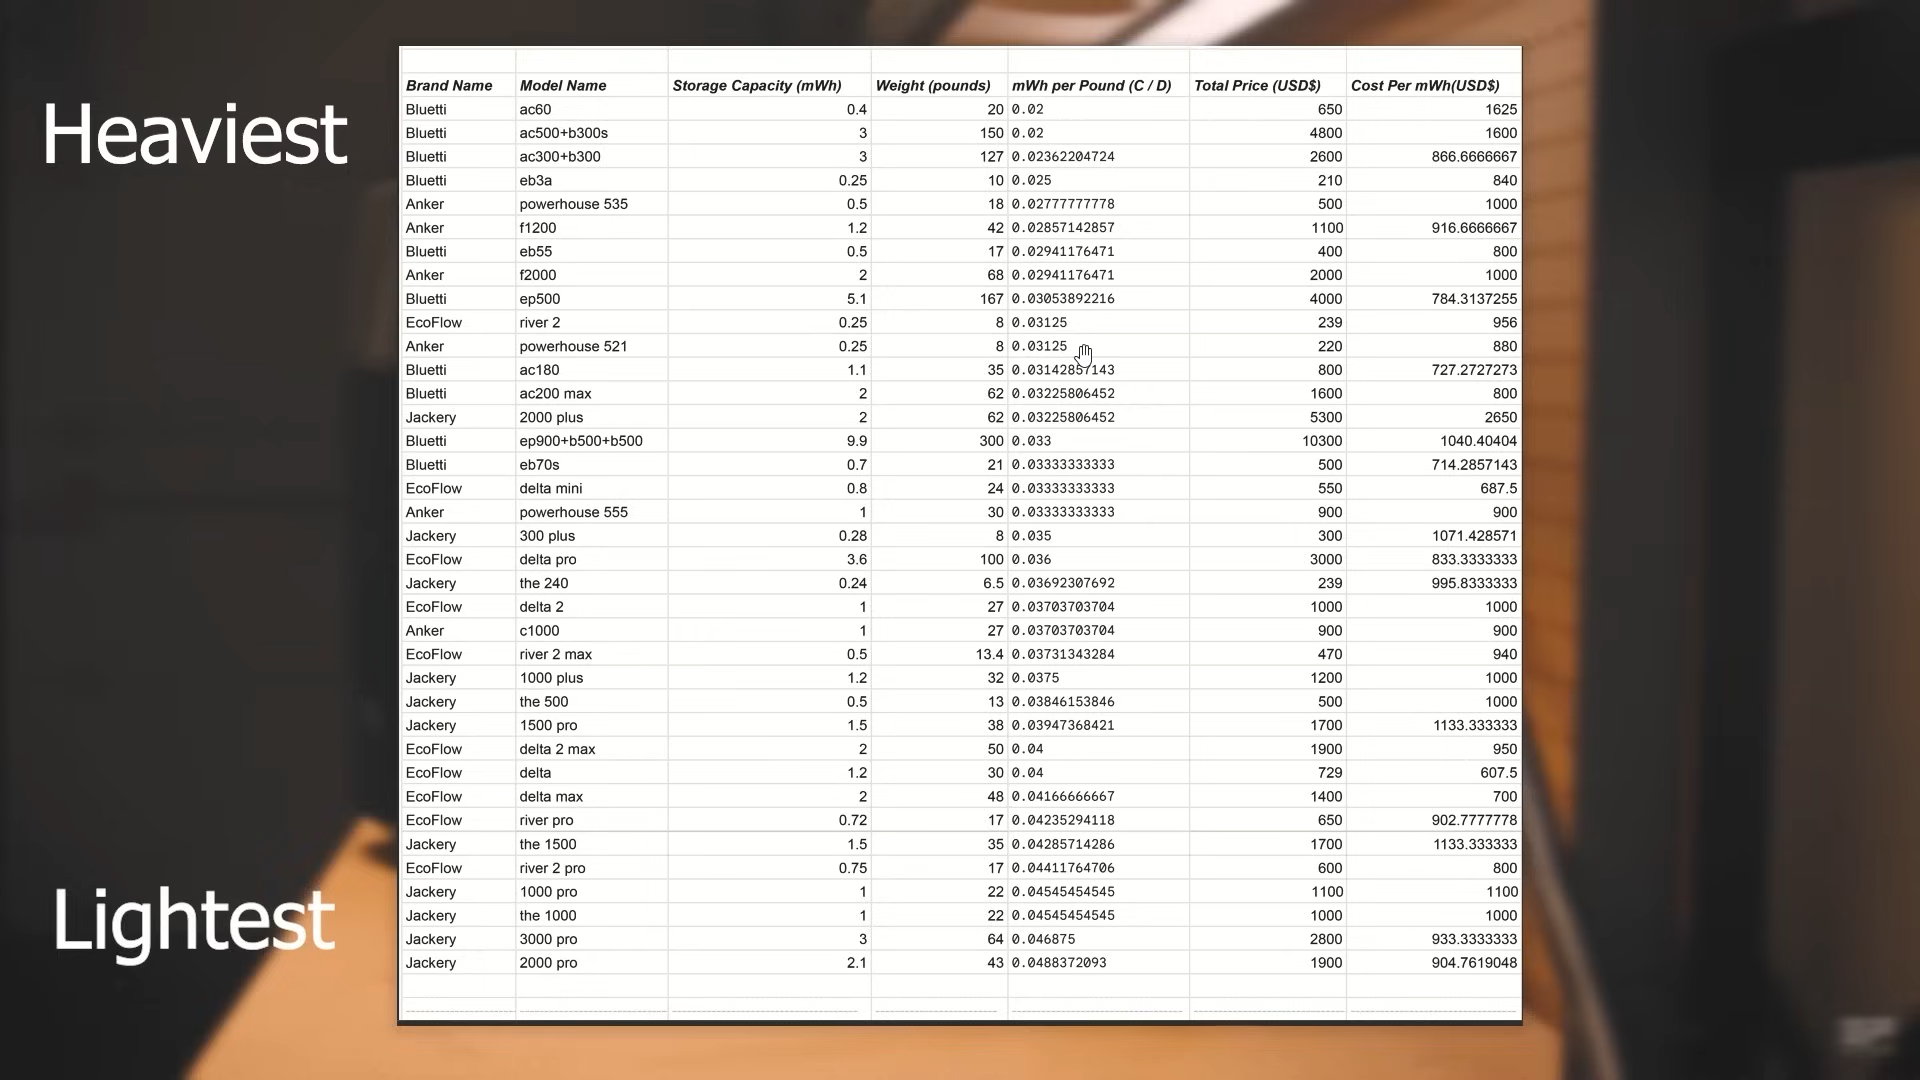 Heaviest
Lightest
Brand Name Model Name Storage Capacity (mWh) Weight (pounds) mWh per Pound (C / D) Total Price (USD$) Cost Per mWh(USD$)
Bluetti ac60 0.4 20 0.02 650 1625
Bluetti ac500+b300s 3 150 0.02 4800 1600
Bluetti ac300+b300 3 127 0.02362204724 2600 866.6666667
Bluetti eb3a 0.25 10 0.025 210 840
Anker powerhouse 535 0.5 18 0.02777777778 500 1000
Anker f1200 1.2 42 0.02857142857 1100 916.6666667
Bluetti eb55 0.5 17 0.02941176471 400 800
Anker f2000 2 68 0.02941176471 2000 1000
Bluetti ep500 5.1 167 0.03053892216 4000 784.3137255
EcoFlow river 2 0.25 8 0.03125 239 956
Anker powerhouse 521 0.25 8 0.03125 220 880
Bluetti ac180 1.1 35 0.03142857143 800 727.2727273
Bluetti ac200 max 2 62 0.03225806452 1600 800
Jackery 2000 plus 2 62 0.03225806452 5300 2650
Bluetti ep900+b500+b500 9.9 300 0.033 10300 1040.40404
Bluetti eb70s 0.7 21 0.03333333333 500 714.2857143
EcoFlow delta mini 0.8 24 0.03333333333 550 687.5
Anker powerhouse 555 1 30 0.03333333333 900 900
Jackery 300 plus 0.28 8 0.035 300 1071.428571
EcoFlow delta pro 3.6 100 0.036 3000 833.3333333
Jackery the 240 0.24 6.5 0.03692307692 239 995.8333333
EcoFlow delta 2 1 27 0.03703703704 1000 1000
Anker c1000 1 27 0.03703703704 900 900
EcoFlow river 2 max 0.5 13.4 0.03731343284 470 940
Jackery 1000 plus 1.2 32 0.0375 1200 1000
Jackery the 500 0.5 13 0.03846153846 500 1000
Jackery 1500 pro 1.5 38 0.03947368421 1700 1133.333333
EcoFlow delta 2 max 2 50 0.04 1900 950
EcoFlow delta 1.2 30 0.04 729 607.5
EcoFlow delta max 2 48 0.04166666667 1400 700
EcoFlow river pro 0.72 17 0.04235294118 650 902.7777778
Jackery the 1500 1.5 35 0.04285714286 1700 1133.333333
EcoFlow river 2 pro 0.75 17 0.04411764706 600 800
Jackery 1000 pro 1 22 0.04545454545 1100 1100
Jackery the 1000 1 22 0.04545454545 1000 1000
Jackery 3000 pro 3 64 0.046875 2800 933.3333333
Jackery 2000 pro 2.1 43 0.0488372093 1900 904.7619048